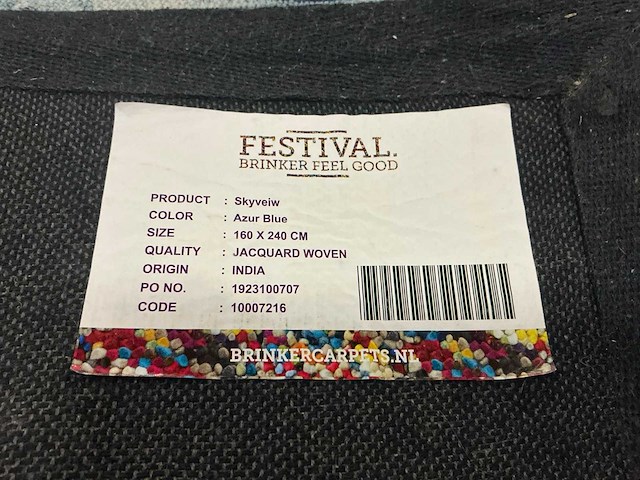 FESTIVAL.
BRINKER FEEL GOOD
PRODUCT : Skyveiw
COLOR : Azur Blue
SIZE : 160 X 240 CM
QUALITY : JACQUARD WOVEN
ORIGIN : INDIA
PO NO. : 1923100707
CODE : 10007216
BRINKERCARPETS.NL